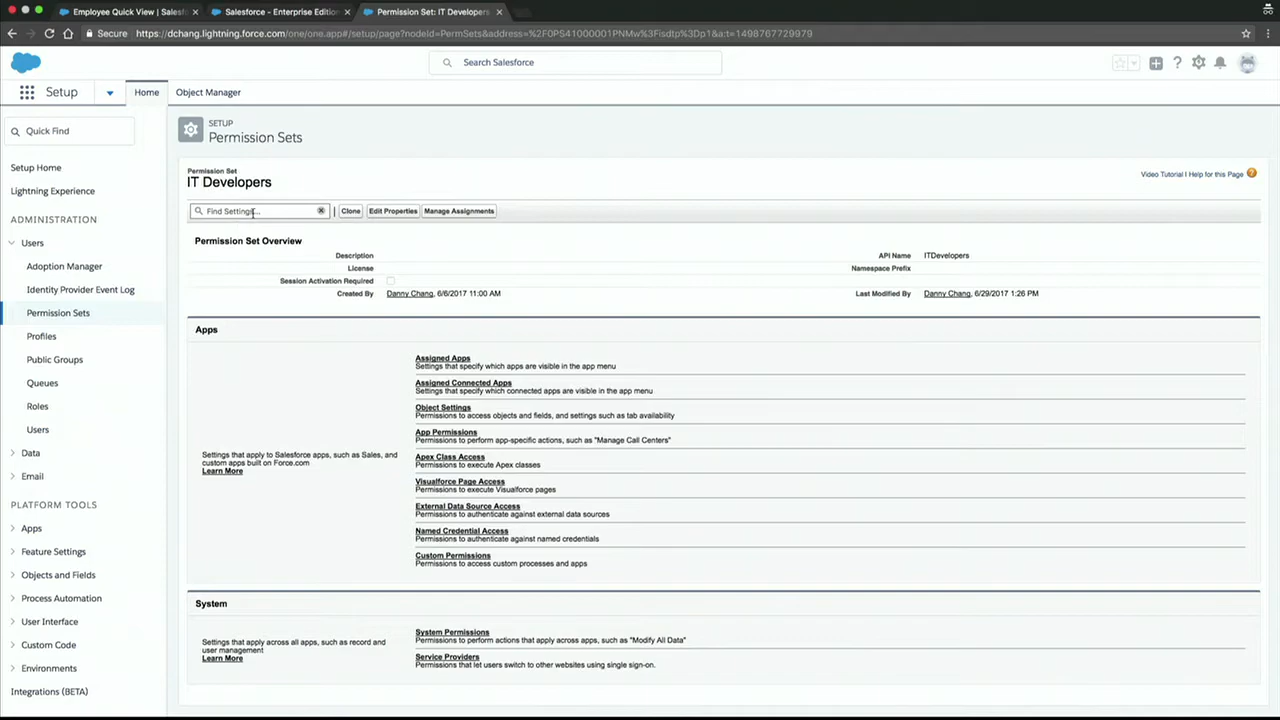 Employee Quick View | Salesf
Salesforce - Enterprise Edition
Permission Set: IT Developers
Secure https://dchang.lightning.force.com/one/one.app#/setup/page?nodeId=PermSets&address=%2F0PS41000001PNMw%3Fisdtp%3Dp1&a:t=1498767729979
Search Salesforce
Setup
Home
Object Manager
Quick Find
Setup Home
Lightning Experience
ADMINISTRATION
Users
Adoption Manager
Identity Provider Event Log
Permission Sets
Profiles
Public Groups
Queues
Roles
Users
Data
Email
PLATFORM TOOLS
Apps
Feature Settings
Objects and Fields
Process Automation
User Interface
Custom Code
Environments
Integrations (BETA)
SETUP
Permission Sets
Permission Set
IT Developers
Video Tutorial | Help for this Page
Find Settings...
Clone
Edit Properties
Manage Assignments
Permission Set Overview
Description
API Name ITDevelopers
License
Namespace Prefix
Session Activation Required
Created By Danny Chang, 6/6/2017 11:00 AM
Last Modified By Danny Chang, 6/29/2017 1:26 PM
Apps
Settings that apply to Salesforce apps, such as Sales, and
custom apps built on Force.com
Learn More
Assigned Apps
Settings that specify which apps are visible in the app menu
Assigned Connected Apps
Settings that specify which connected apps are visible in the app menu
Object Settings
Permissions to access objects and fields, and settings such as tab availability
App Permissions
Permissions to perform app-specific actions, such as "Manage Call Centers"
Apex Class Access
Permissions to execute Apex classes
Visualforce Page Access
Permissions to execute Visualforce pages
External Data Source Access
Permissions to authenticate against external data sources
Named Credential Access
Permissions to authenticate against named credentials
Custom Permissions
Permissions to access custom processes and apps
System
Settings that apply across all apps, such as record and
user management
Learn More
System Permissions
Permissions to perform actions that apply across apps, such as "Modify All Data"
Service Providers
Permissions that let users switch to other websites using single sign-on.